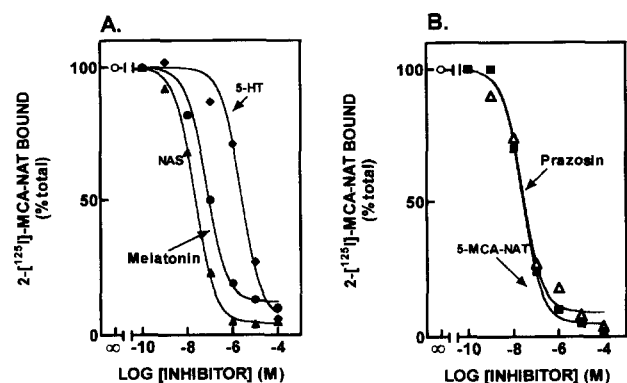 A.
2-[¹²⁵I]-MCA-NAT BOUND
(% total)
100
50
0
5-HT
NAS
Melatonin
∞
-10
-8
-6
-4
LOG [INHIBITOR] (M)
B.
2-[¹²⁵I]-MCA-NAT BOUND
(% total)
100
50
0
Prazosin
5-MCA-NAT
∞
-10
-8
-6
-4
LOG [INHIBITOR] (M)